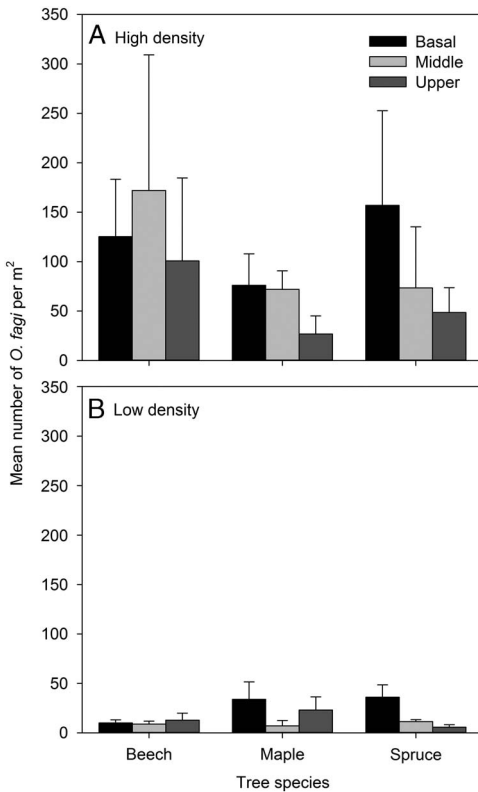 Mean number of O. fagi per m²
A High density
350
300
250
200
150
100
50
0
Basal
Middle
Upper
B Low density
350
300
250
200
150
100
50
0
Beech Maple Spruce
Tree species